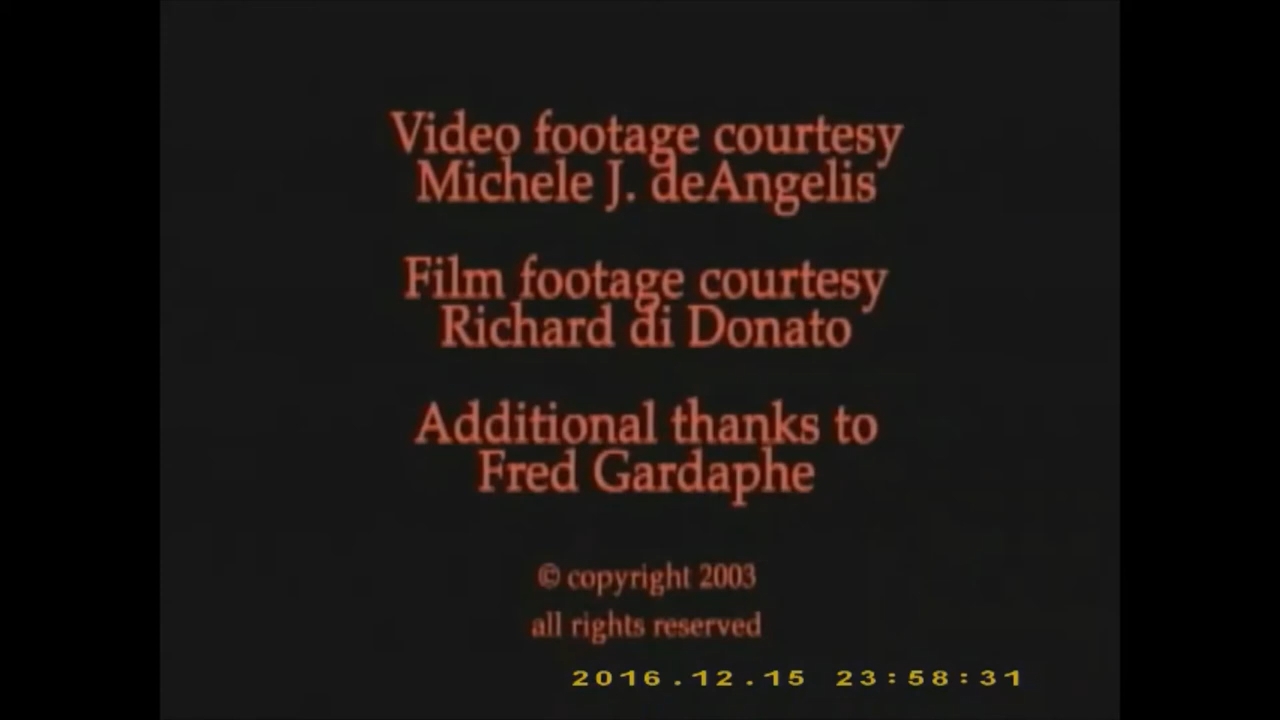 Video footage courtesy
Michele J. deAngelis
Film footage courtesy
Richard di Donato
Additional thanks to
Fred Gardaphe
© copyright 2003
all rights reserved
2016.12.15 23:58:31